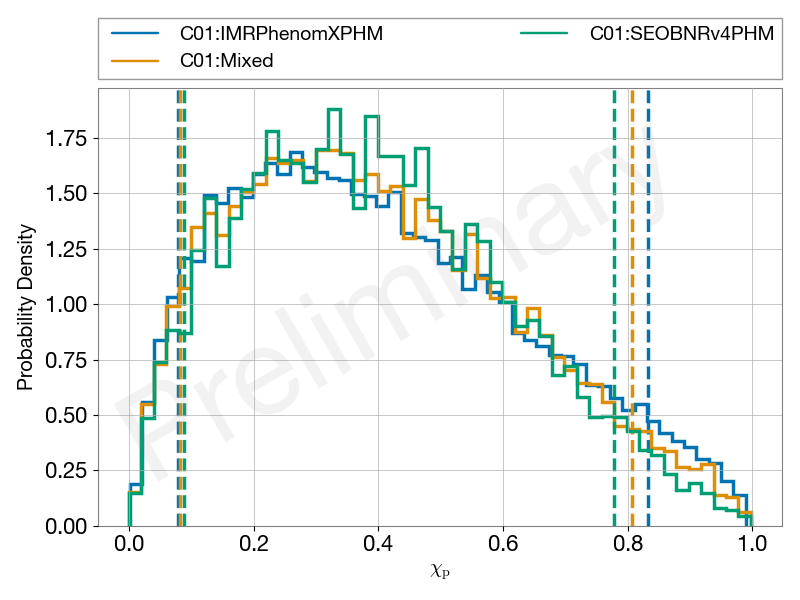 C01:IMRPhenomXPHM
C01:Mixed
C01:SEOBNRv4PHM
Preliminary
Probability Density
1.75
1.50
1.25
1.00
0.75
0.50
0.25
0.00
0.0 0.2 0.4 0.6 0.8 1.0
χp